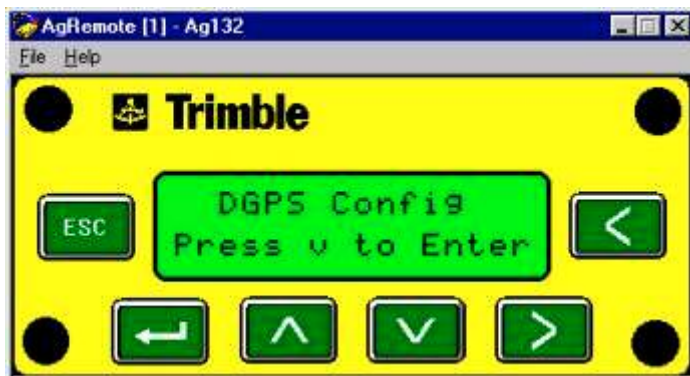 AgRemote [1] - Ag132
File Help
Trimble
DGPS Config
Press v to Enter
ESC